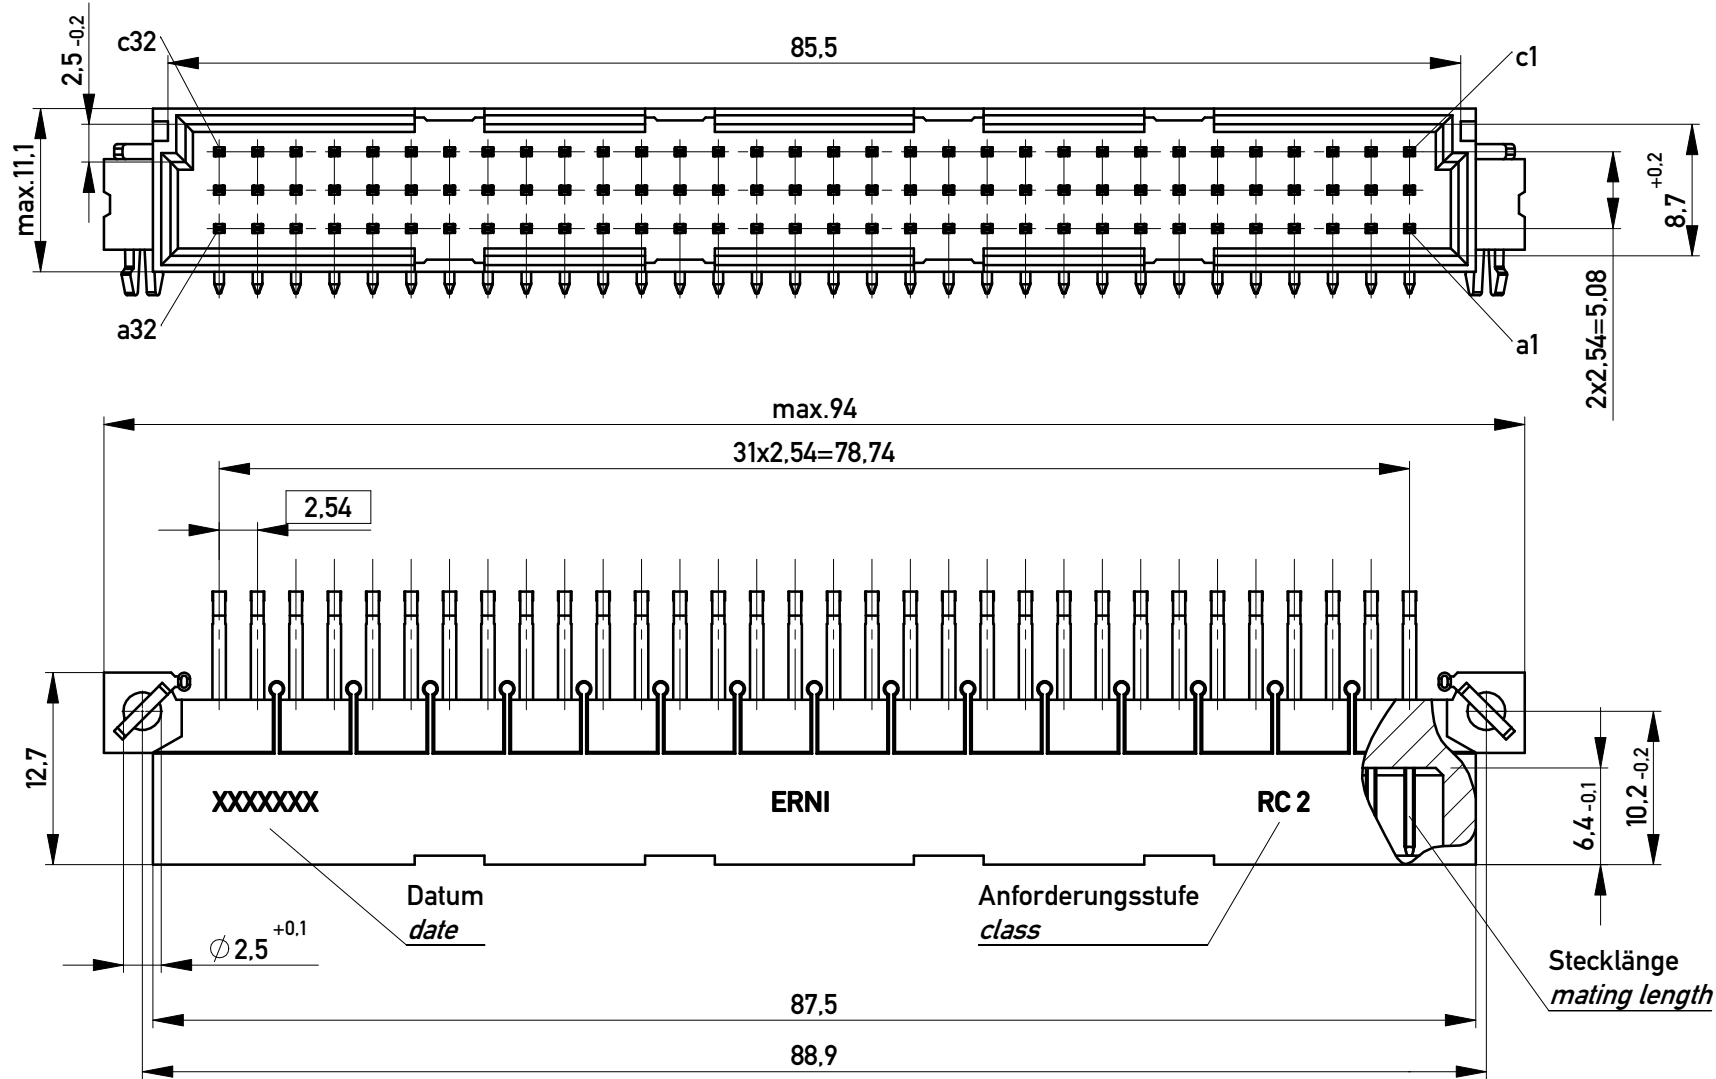 2,5 -0,2
c32
85,5
c1
max.11,1
8,7 +0,2
2x2,54=5,08
a32
a1
max.94
31x2,54=78,74
2,54
12,7
XXXXXXX
ERNI
RC 2
6,4 -0,1
10,2 -0,2
Datum
date
Anforderungsstufe
class
∅ 2,5 +0,1
Stecklänge
mating length
87,5
88,9